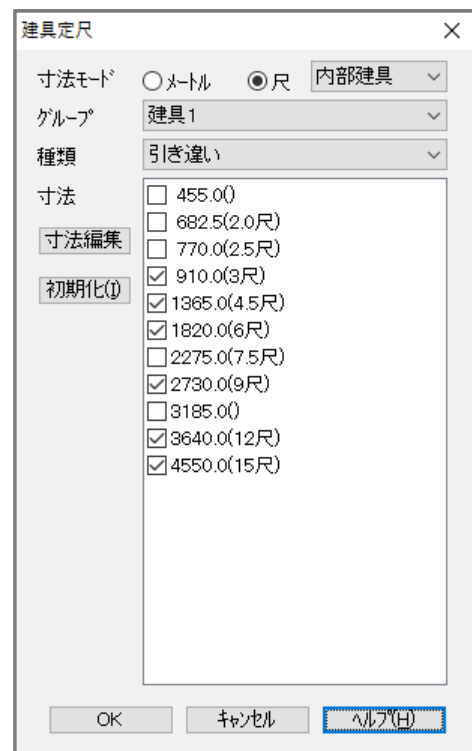 建具定尺
寸法ﾓｰﾄﾞ ﾒｰﾄﾙ 尺 内部建具
ｸﾞﾙｰﾌﾟ 建具1
種類 引き違い
寸法
455.0()
682.5(2.0尺)
770.0(2.5尺)
910.0(3尺)
1365.0(4.5尺)
1820.0(6尺)
2275.0(7.5尺)
2730.0(9尺)
3185.0()
3640.0(12尺)
4550.0(15尺)
寸法編集
初期化(I)
OK ｷｬﾝｾﾙ ﾍﾙﾌﾟ(H)